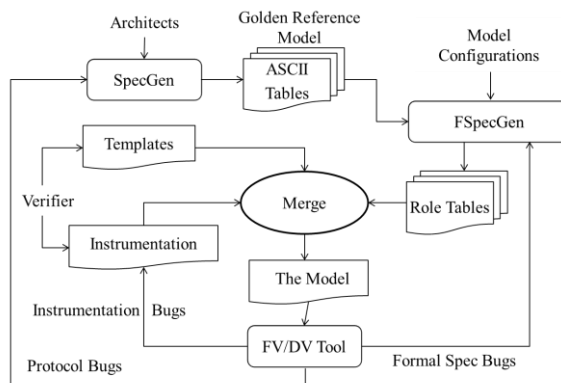 Architects
Golden Reference
Model
Model
Configurations
SpecGen
ASCII
Tables
FSpecGen
Templates
Verifier
Merge
Role Tables
Instrumentation
The Model
Instrumentation Bugs
FV/DV Tool
Protocol Bugs
Formal Spec Bugs